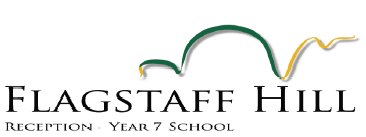 FLAGSTAFF HILL
RECEPTION - YEAR 7 SCHOOL